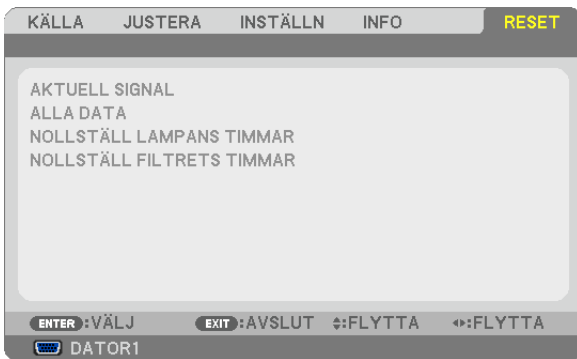 KÄLLA JUSTERA INSTÄLLN INFO RESET
AKTUELL SIGNAL
ALLA DATA
NOLLSTÄLL LAMPANS TIMMAR
NOLLSTÄLL FILTRETS TIMMAR
ENTER :VÄLJ EXIT :AVSLUT :FLYTTA :FLYTTA
DATOR1